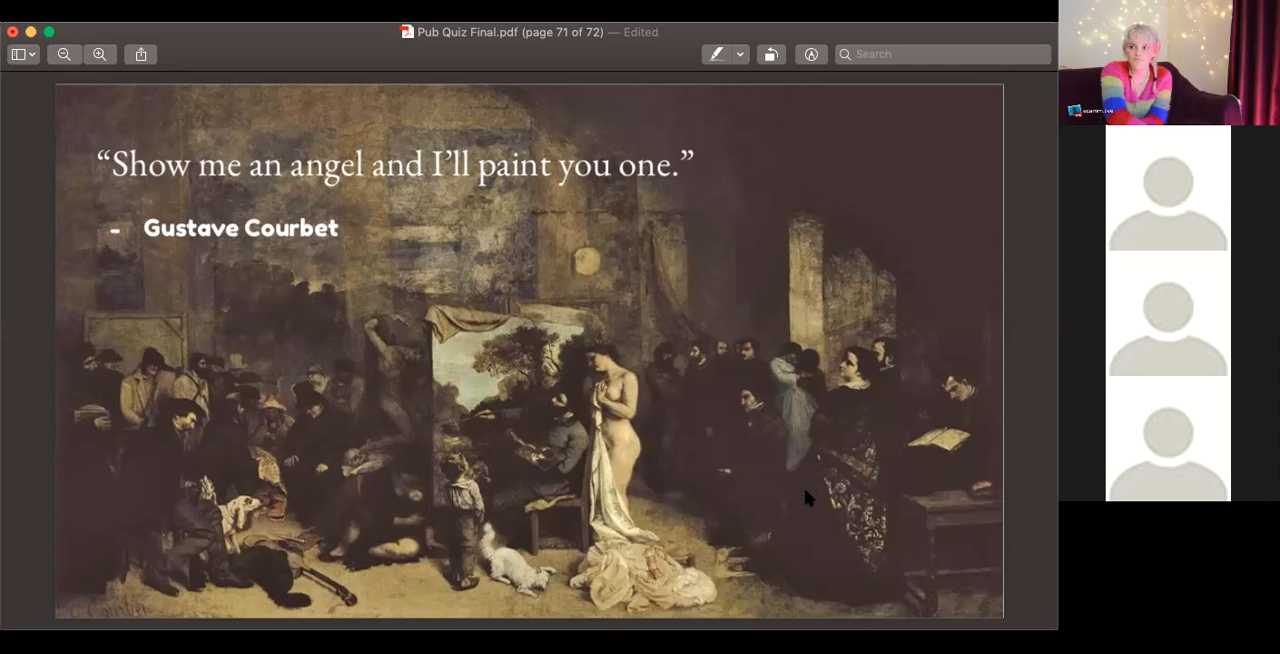 Pub Quiz Final.pdf (page 71 of 72) — Edited
Search
“Show me an angel and I’ll paint you one.”
- Gustave Courbet